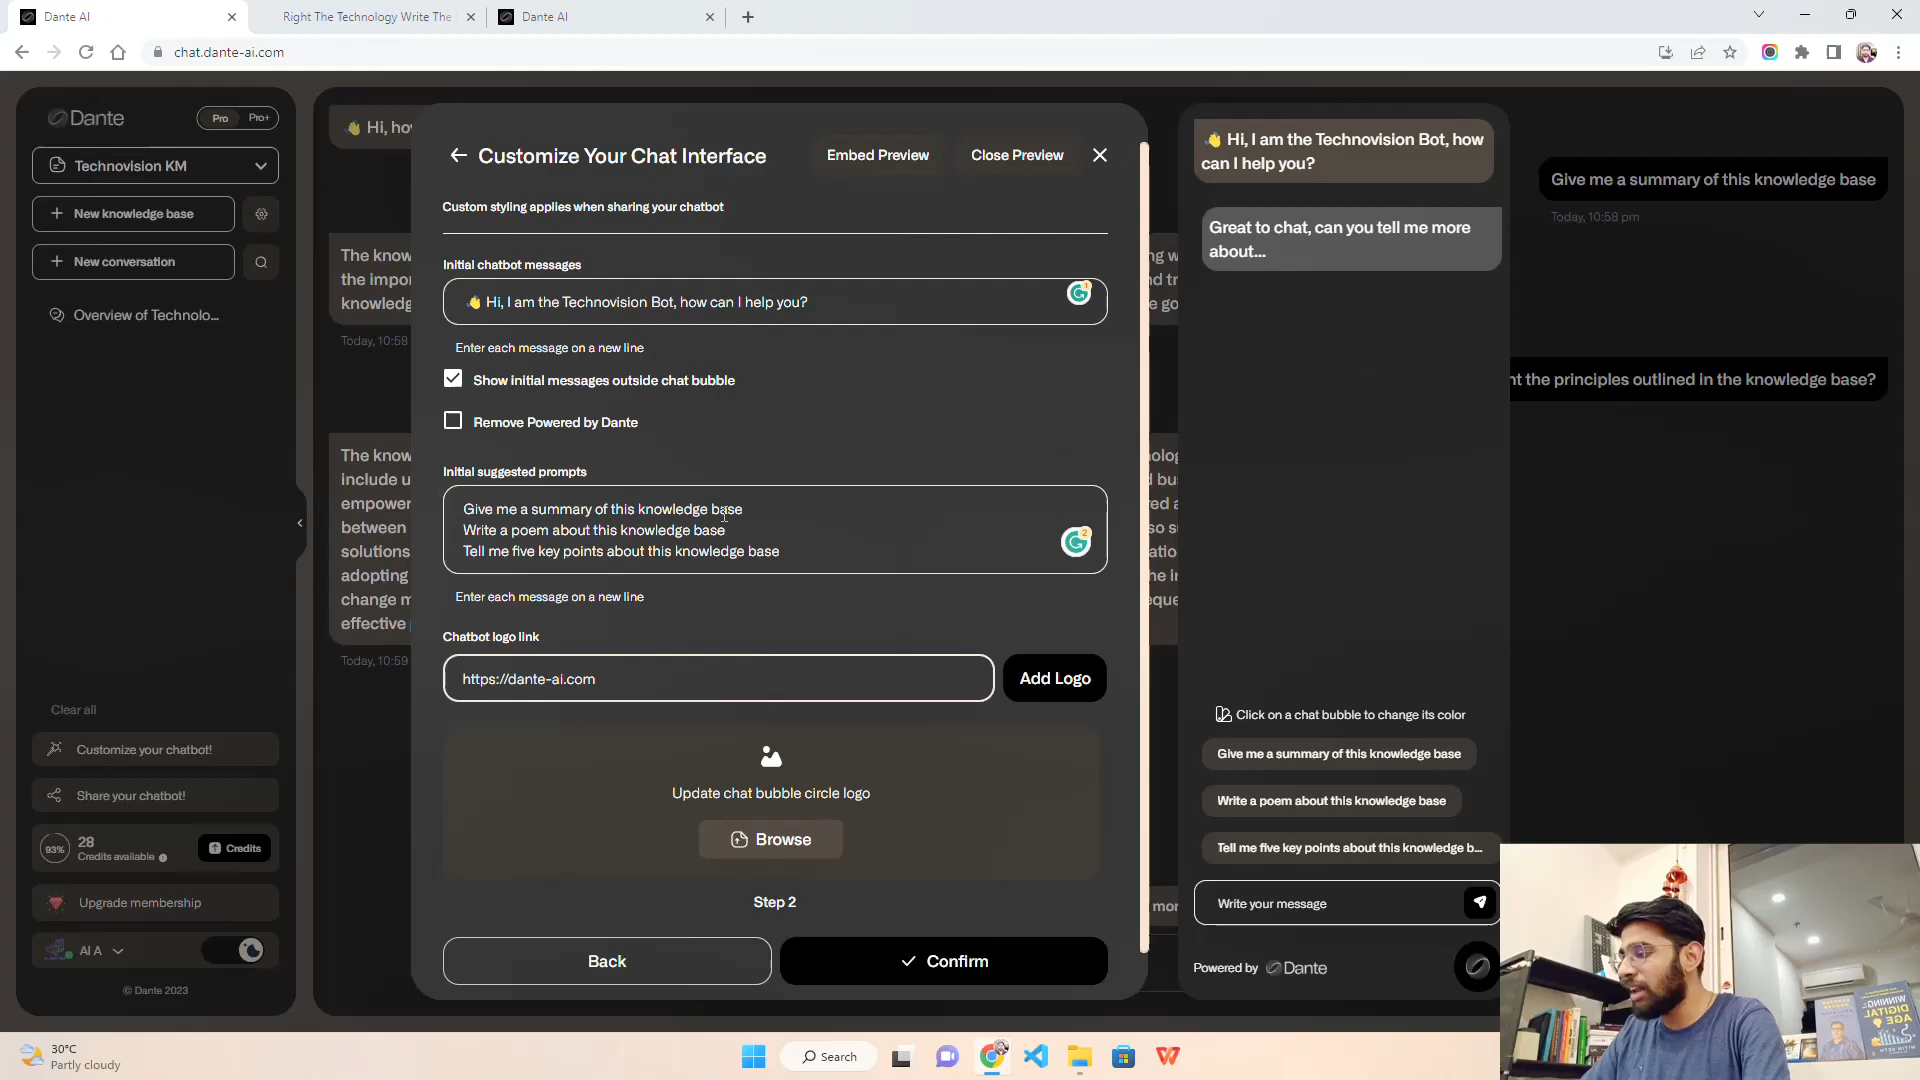 Dante AI
Right The Technology Write The
Dante AI
chat.dante-ai.com
Dante
Pro
Pro+
Technovision KM
New knowledge base
New conversation
Overview of Technolo...
Clear all
Customize your chatbot!
Share your chatbot!
93%
28
Credits available
Credits
Upgrade membership
AI A
© Dante 2023
Hi, how
The know
the impor
knowledg
Today, 10:58
The know
include u
empower
between
solutions
adopting
change m
effective
Today, 10:59
Customize Your Chat Interface
Embed Preview
Close Preview
Custom styling applies when sharing your chatbot
Initial chatbot messages
👋 Hi, I am the Technovision Bot, how can I help you?
1
Enter each message on a new line
Show initial messages outside chat bubble
Remove Powered by Dante
Initial suggested prompts
Give me a summary of this knowledge base
Write a poem about this knowledge base
Tell me five key points about this knowledge base
2
Enter each message on a new line
Chatbot logo link
https://dante-ai.com
Add Logo
Update chat bubble circle logo
Browse
Step 2
Back
Confirm
👋 Hi, I am the Technovision Bot, how
can I help you?
Great to chat, can you tell me more
about...
Click on a chat bubble to change its color
Give me a summary of this knowledge base
Write a poem about this knowledge base
Tell me five key points about this knowledge b...
Write your message
Powered by Dante
Give me a summary of this knowledge base
Today, 10:58 pm
nt the principles outlined in the knowledge base?
30°C
Partly cloudy
Search
WINNING
DIGITAL
AGE
NITIN SETH